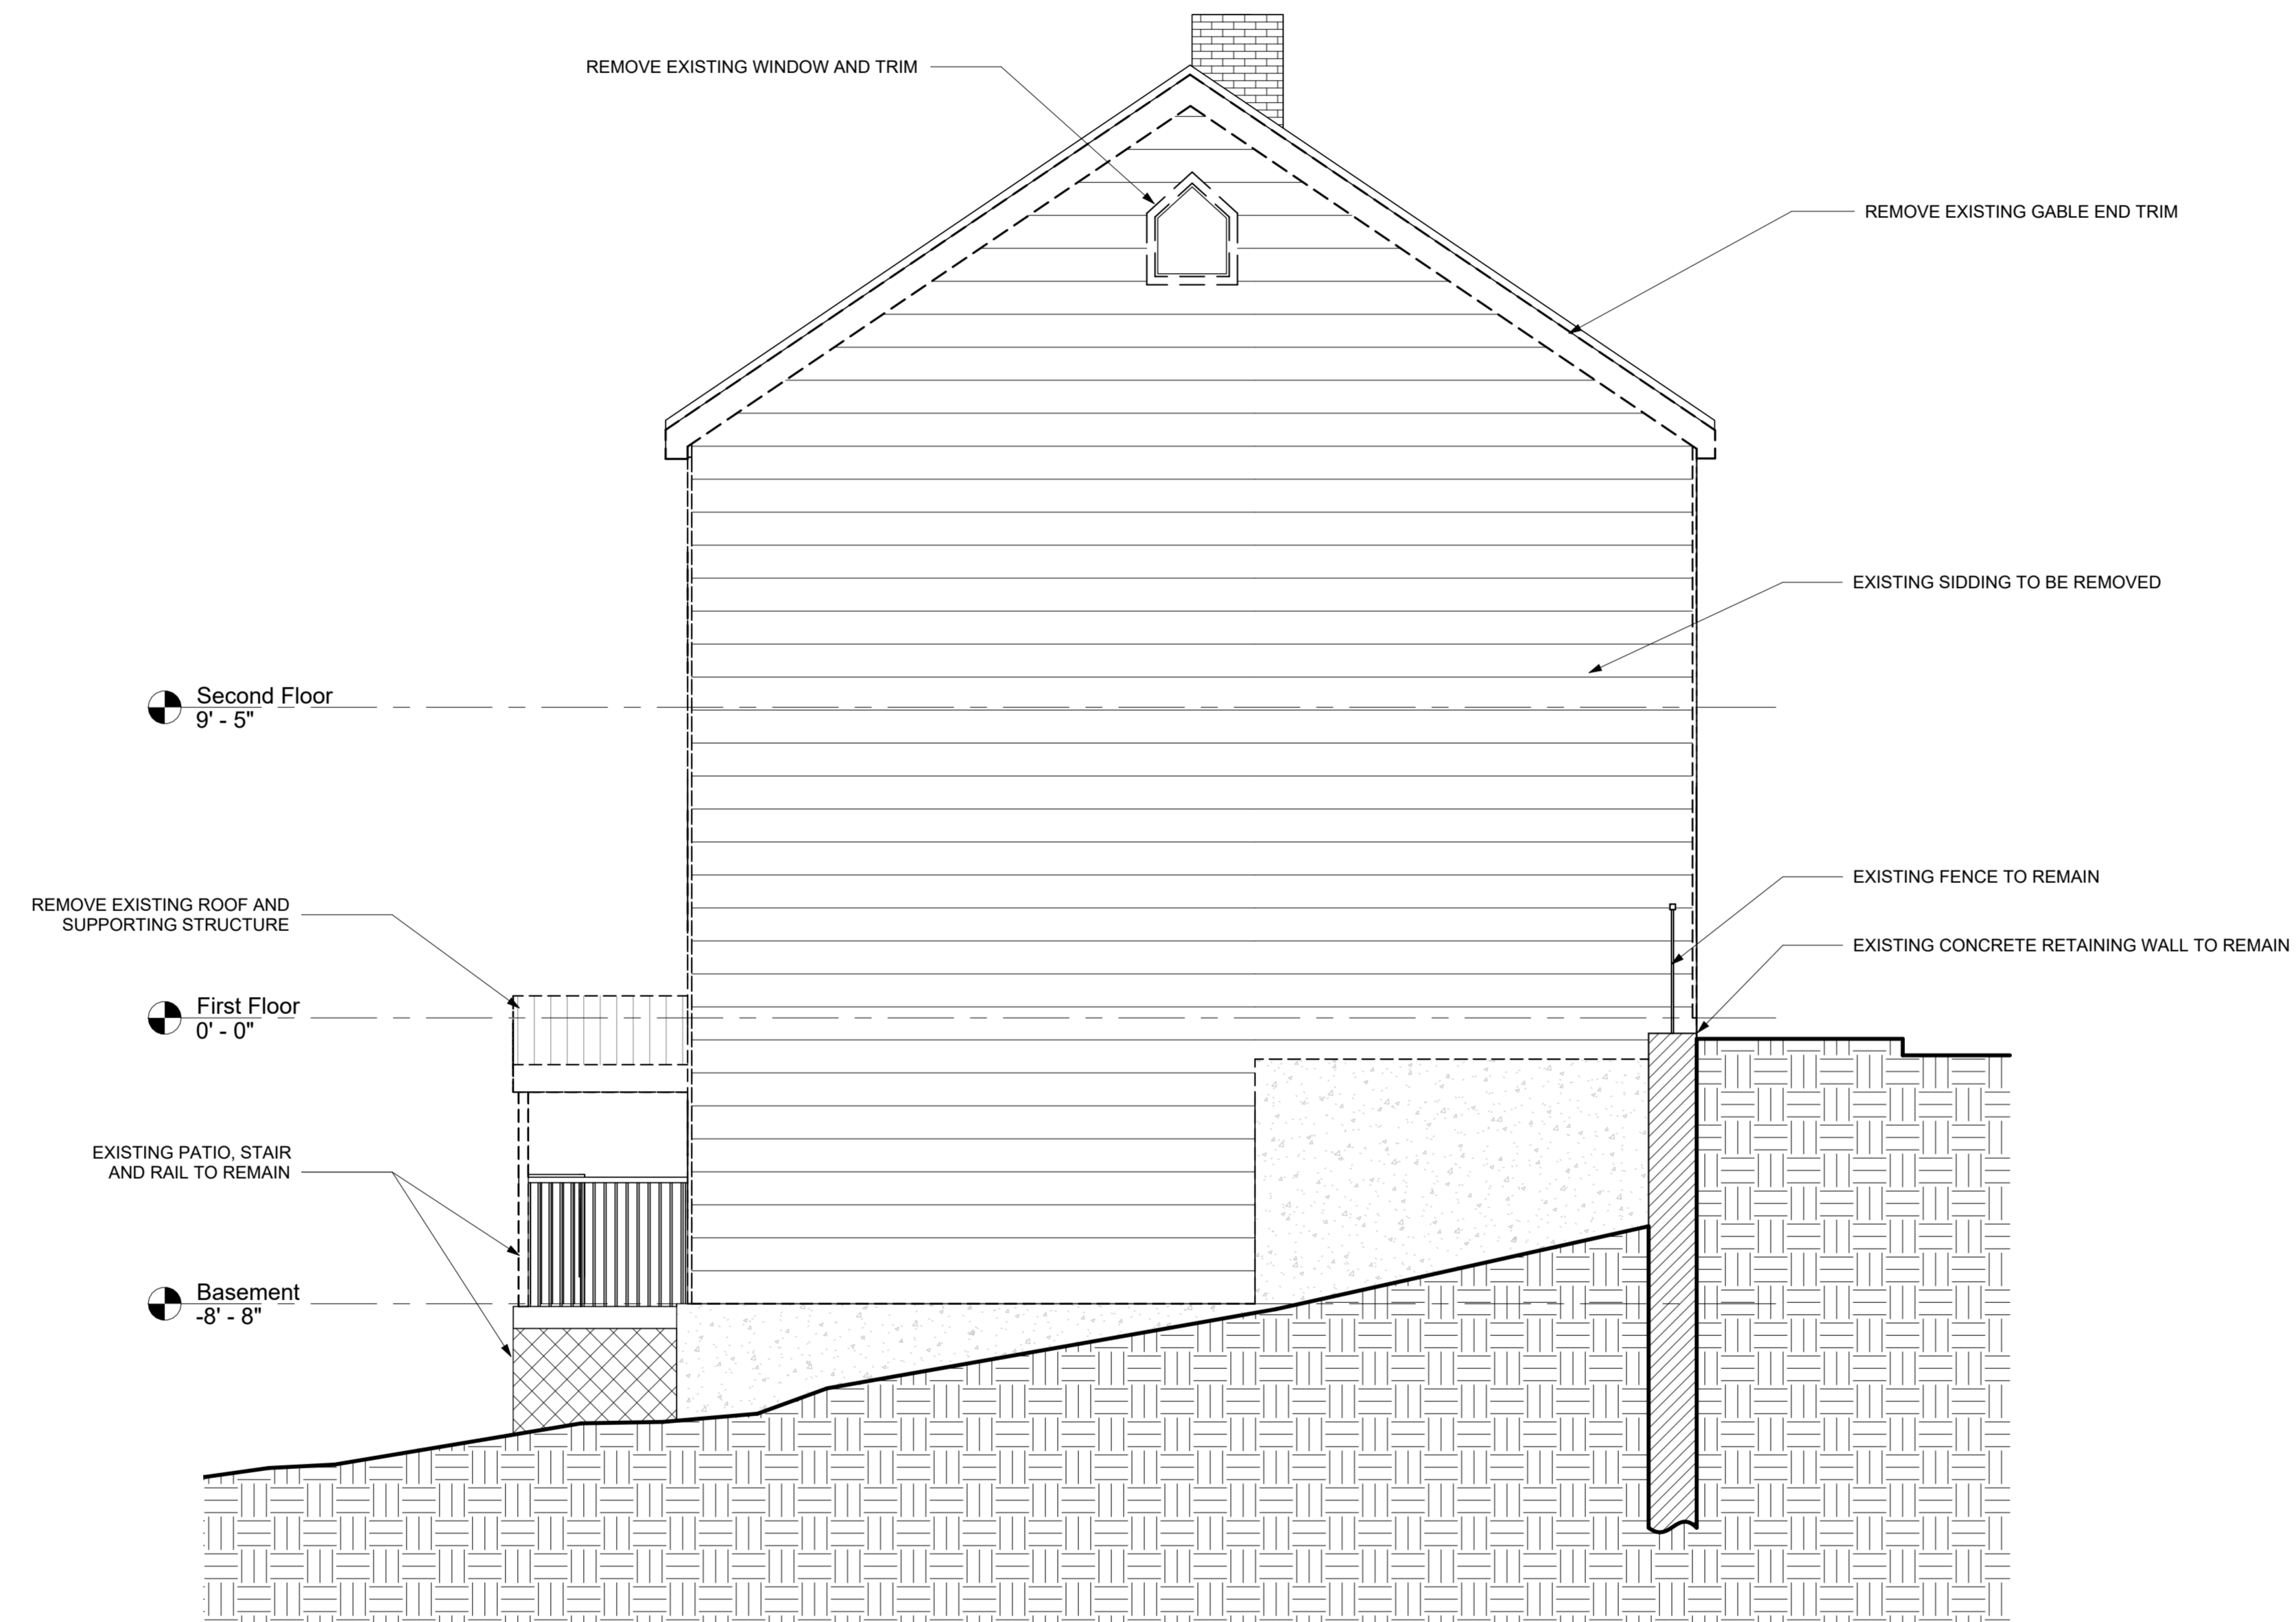 REMOVE EXISTING WINDOW AND TRIM
REMOVE EXISTING GABLE END TRIM
EXISTING SIDDING TO BE REMOVED
Second Floor
9' - 5"
EXISTING FENCE TO REMAIN
REMOVE EXISTING ROOF AND
SUPPORTING STRUCTURE
EXISTING CONCRETE RETAINING WALL TO REMAIN
First Floor
0' - 0"
EXISTING PATIO, STAIR
AND RAIL TO REMAIN
Basement
-8' - 8"